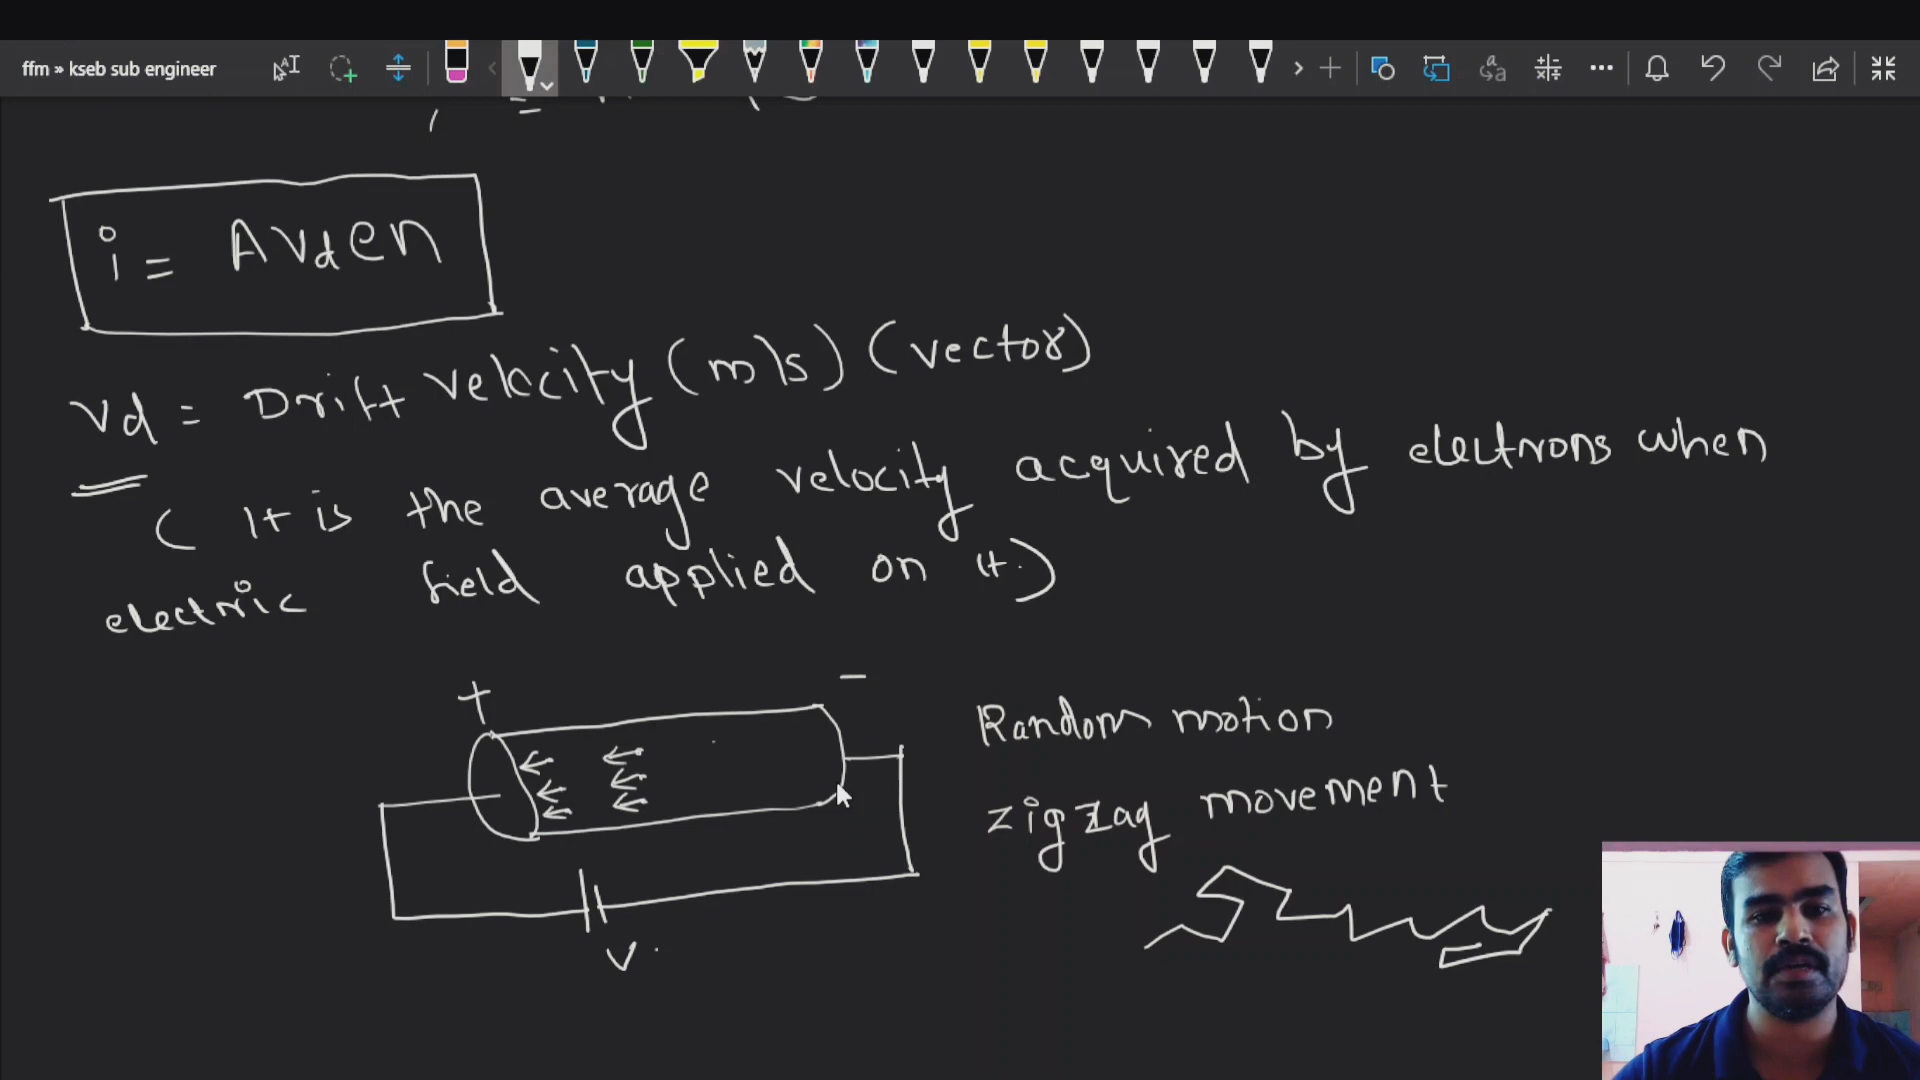 ffm » kseb sub engineer
i = AVden
Vd = Drift velocity (m\s) (vector)
( It is the average velocity acquired by electrons when
electric field applied on it.)
+
-
Random motion
zigzag movement
V